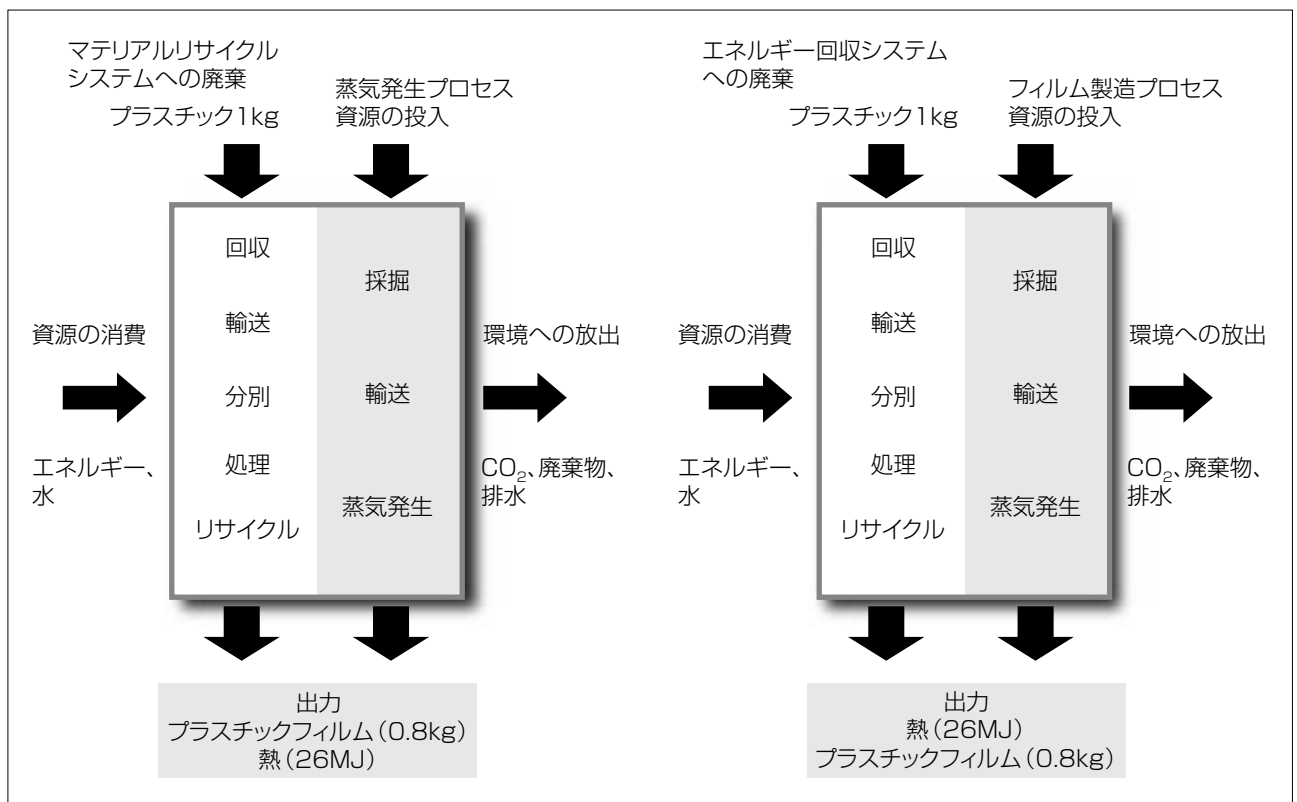 マテリアルリサイクル
システムへの廃棄
プラスチック1kg
蒸気発生プロセス
資源の投入
回収
輸送
分別
処理
リサイクル
採掘
輸送
蒸気発生
資源の消費
エネルギー、
水
環境への放出
CO₂、廃棄物、
排水
出力
プラスチックフィルム（0.8kg）
熱（26MJ）
エネルギー回収システム
への廃棄
プラスチック1kg
フィルム製造プロセス
資源の投入
回収
輸送
分別
処理
リサイクル
採掘
輸送
蒸気発生
資源の消費
エネルギー、
水
環境への放出
CO₂、廃棄物、
排水
出力
熱（26MJ）
プラスチックフィルム（0.8kg）